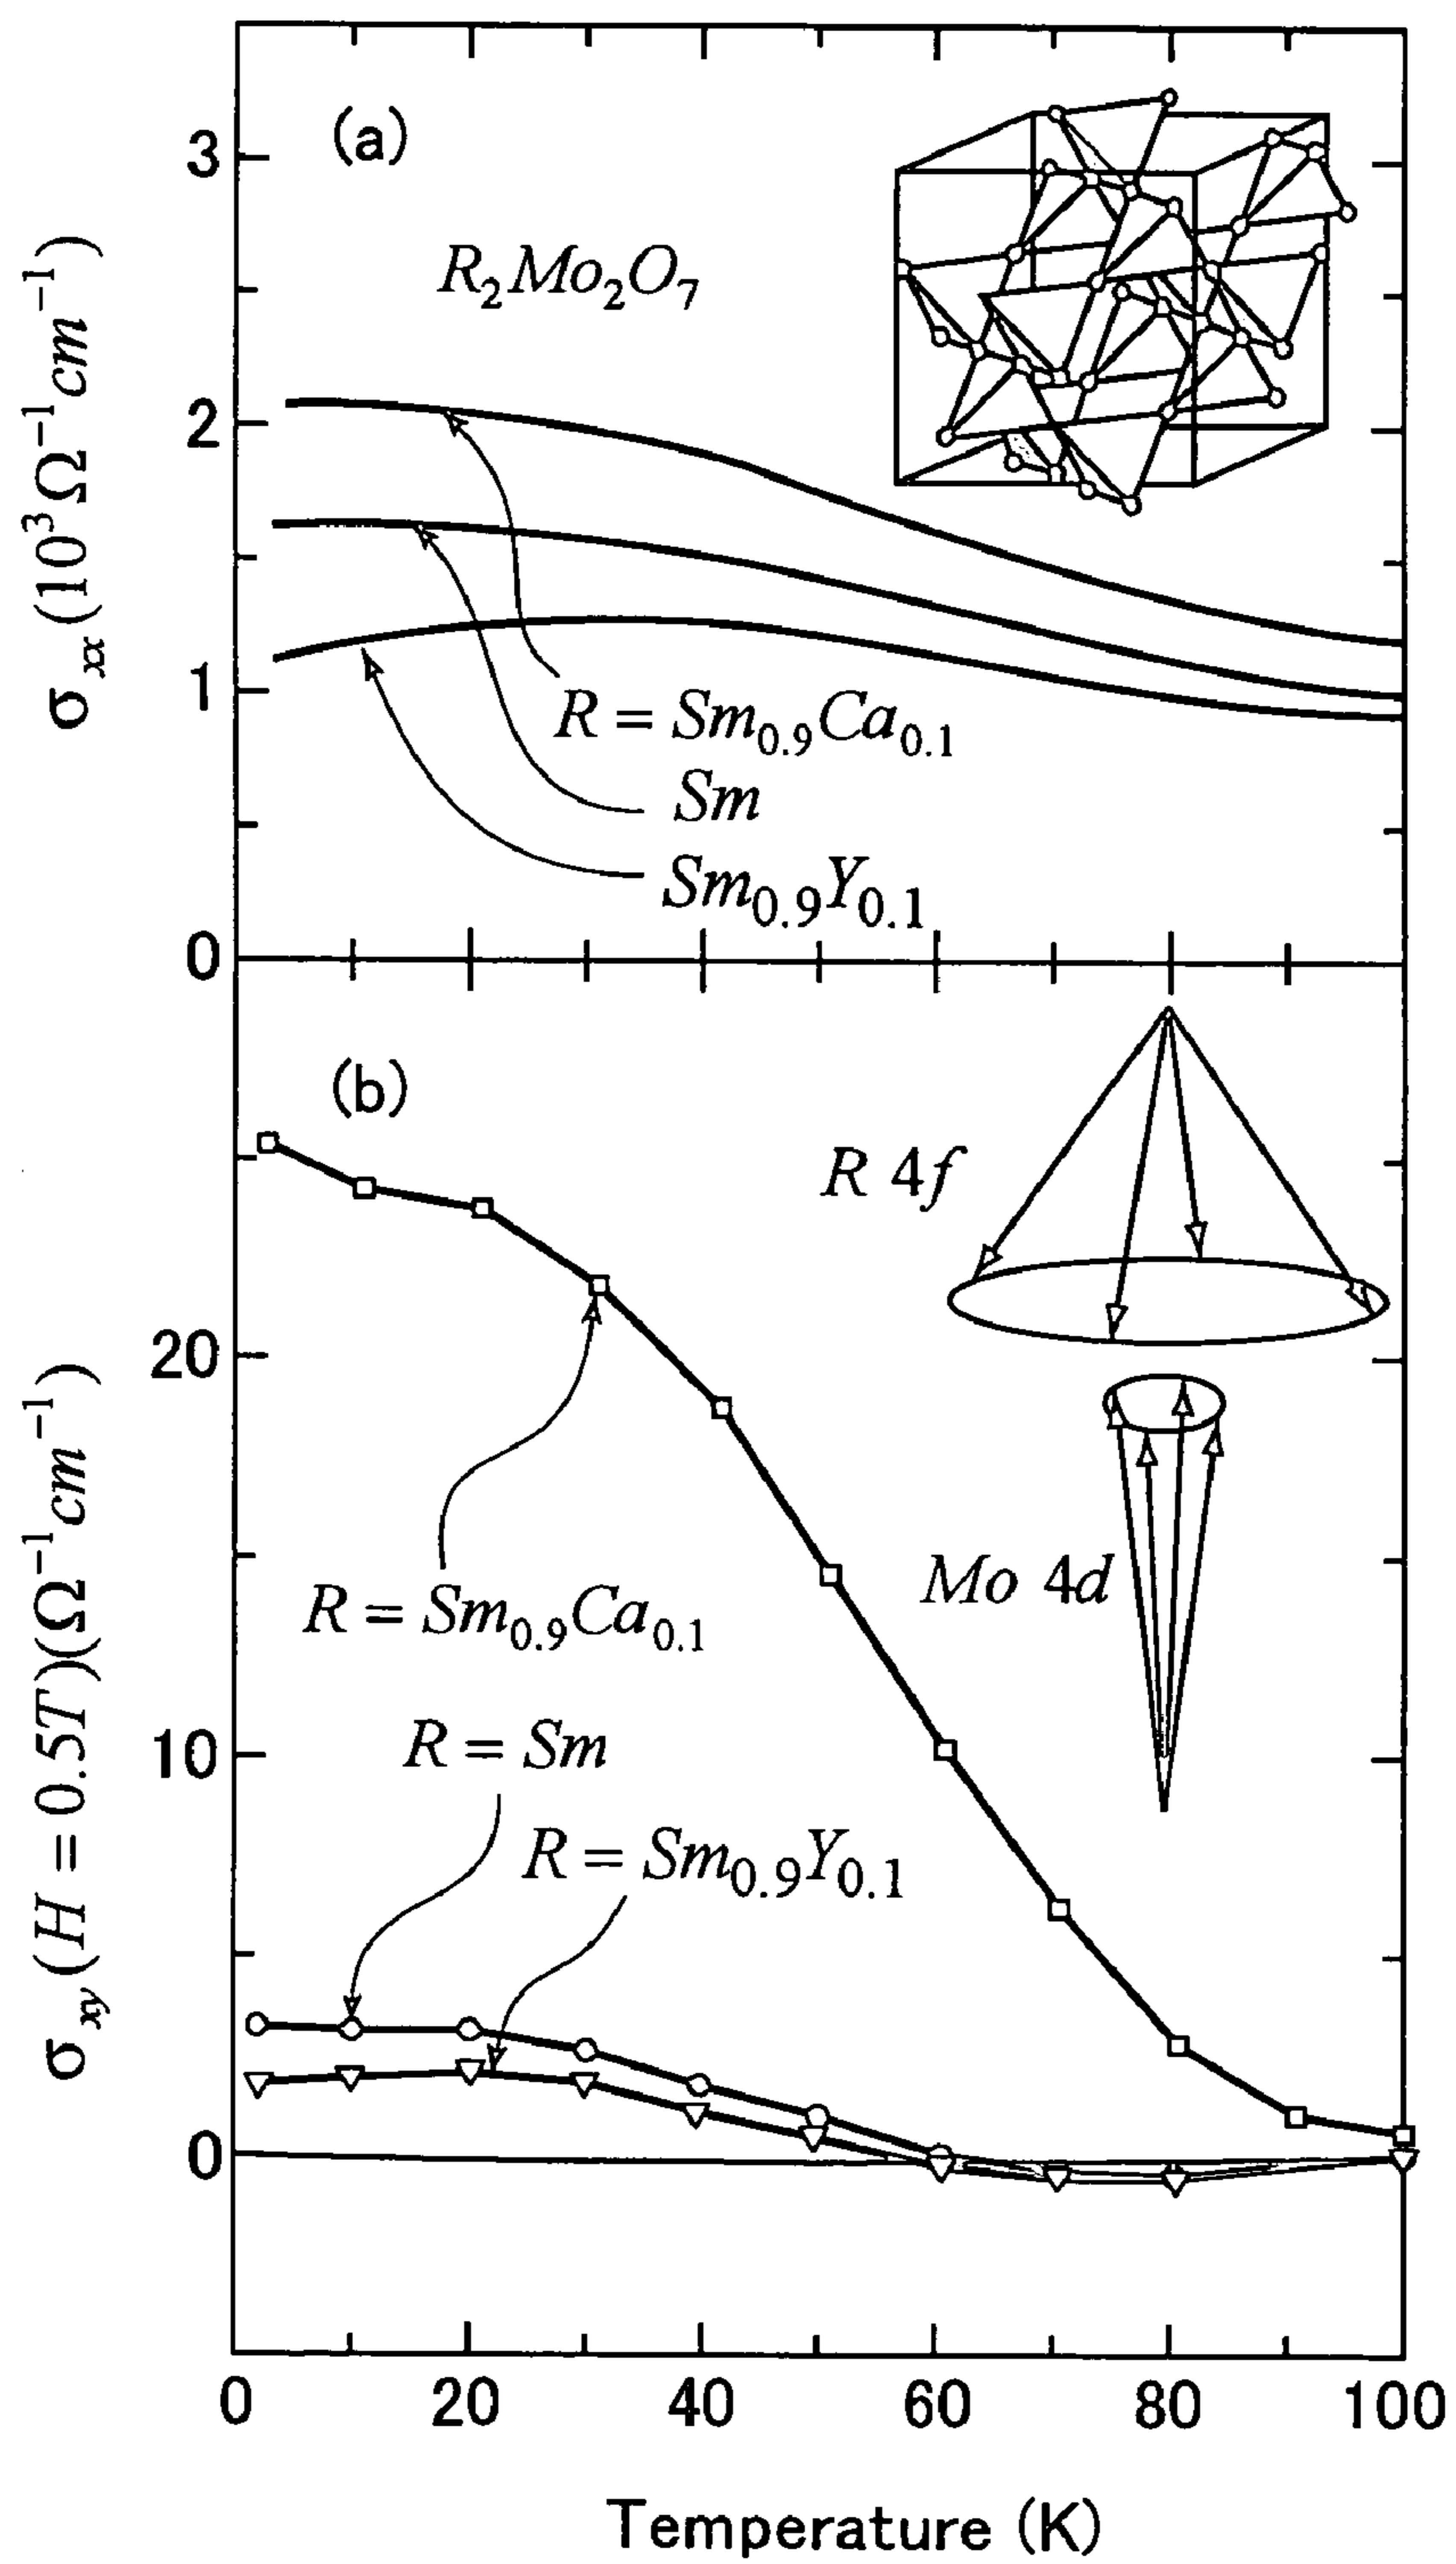 (a)
R₂Mo₂O₇
3
2
1
0
σxx (10³Ω⁻¹cm⁻¹)
R = Sm₀.₉Ca₀.₁
Sm
Sm₀.₉Y₀.₁
(b)
R 4f
Mo 4d
20
10
0
σxy (H = 0.5T)(Ω⁻¹cm⁻¹)
R = Sm₀.₉Ca₀.₁
R = Sm
R = Sm₀.₉Y₀.₁
0 20 40 60 80 100
Temperature (K)